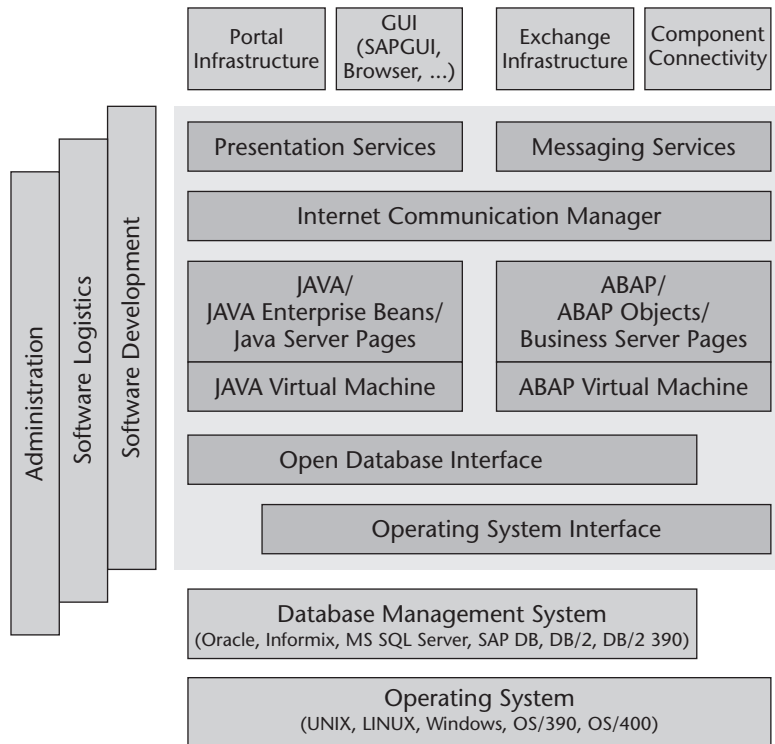 Portal
Infrastructure
GUI
(SAPGUI,
Browser, ...)
Exchange
Infrastructure
Component
Connectivity
Administration
Software Logistics
Software Development
Presentation Services
Messaging Services
Internet Communication Manager
JAVA/
JAVA Enterprise Beans/
Java Server Pages
ABAP/
ABAP Objects/
Business Server Pages
JAVA Virtual Machine
ABAP Virtual Machine
Open Database Interface
Operating System Interface
Database Management System
(Oracle, Informix, MS SQL Server, SAP DB, DB/2, DB/2 390)
Operating System
(UNIX, LINUX, Windows, OS/390, OS/400)